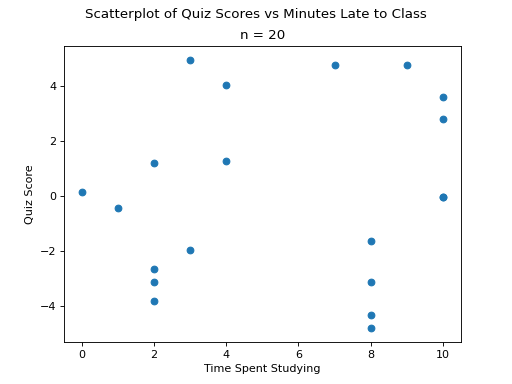 Scatterplot of Quiz Scores vs Minutes Late to Class
n = 20
4
2
0
−2
−4
Quiz Score
0 2 4 6 8 10
Time Spent Studying